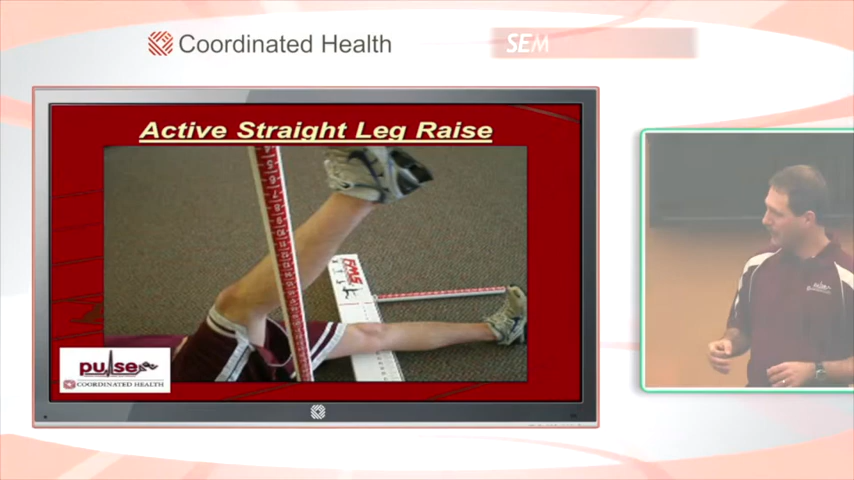 Coordinated Health
SEM
Active Straight Leg Raise
FMS
pulse
COORDINATED HEALTH